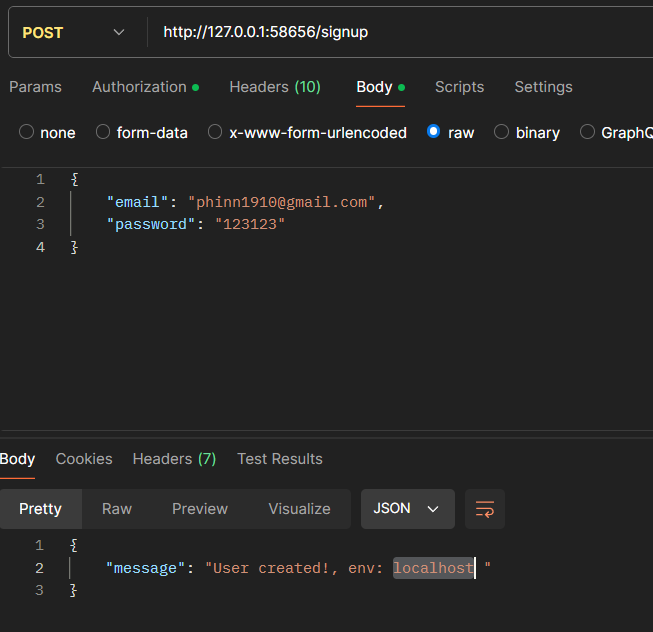 POST http://127.0.0.1:58656/signup
Params Authorization Headers (10) Body Scripts Settings
none form-data x-www-form-urlencoded raw binary GraphQ
1 {
2 "email": "phinn1910@gmail.com",
3 "password": "123123"
4 }
Body Cookies Headers (7) Test Results
Pretty Raw Preview Visualize JSON
1 {
2 "message": "User created!, env: localhost "
3 }